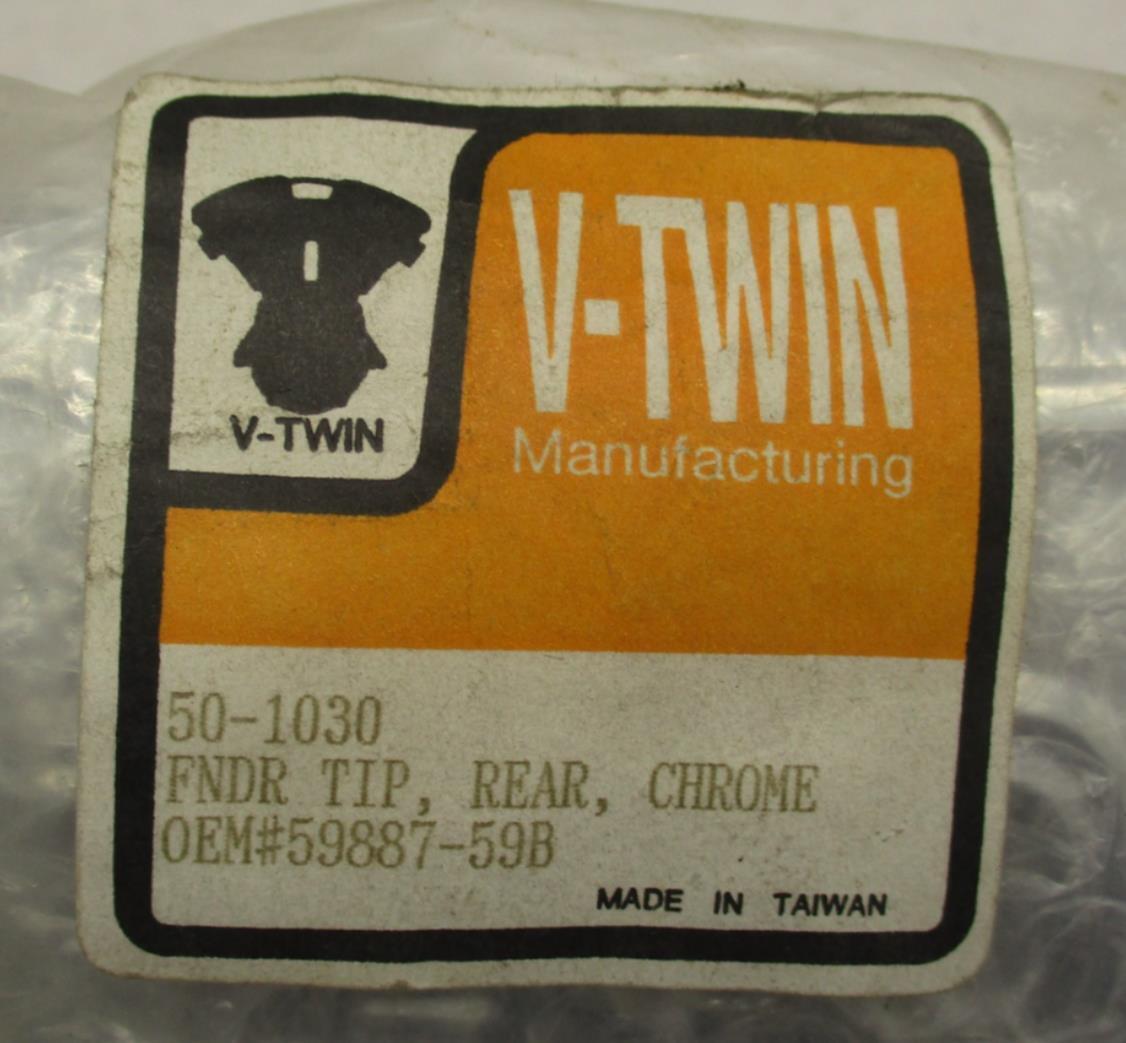 V-TWIN
V-TWIN
Manufacturing
50-1030
FNDR TIP, REAR, CHROME
OEM#59887-59B
MADE IN TAIWAN